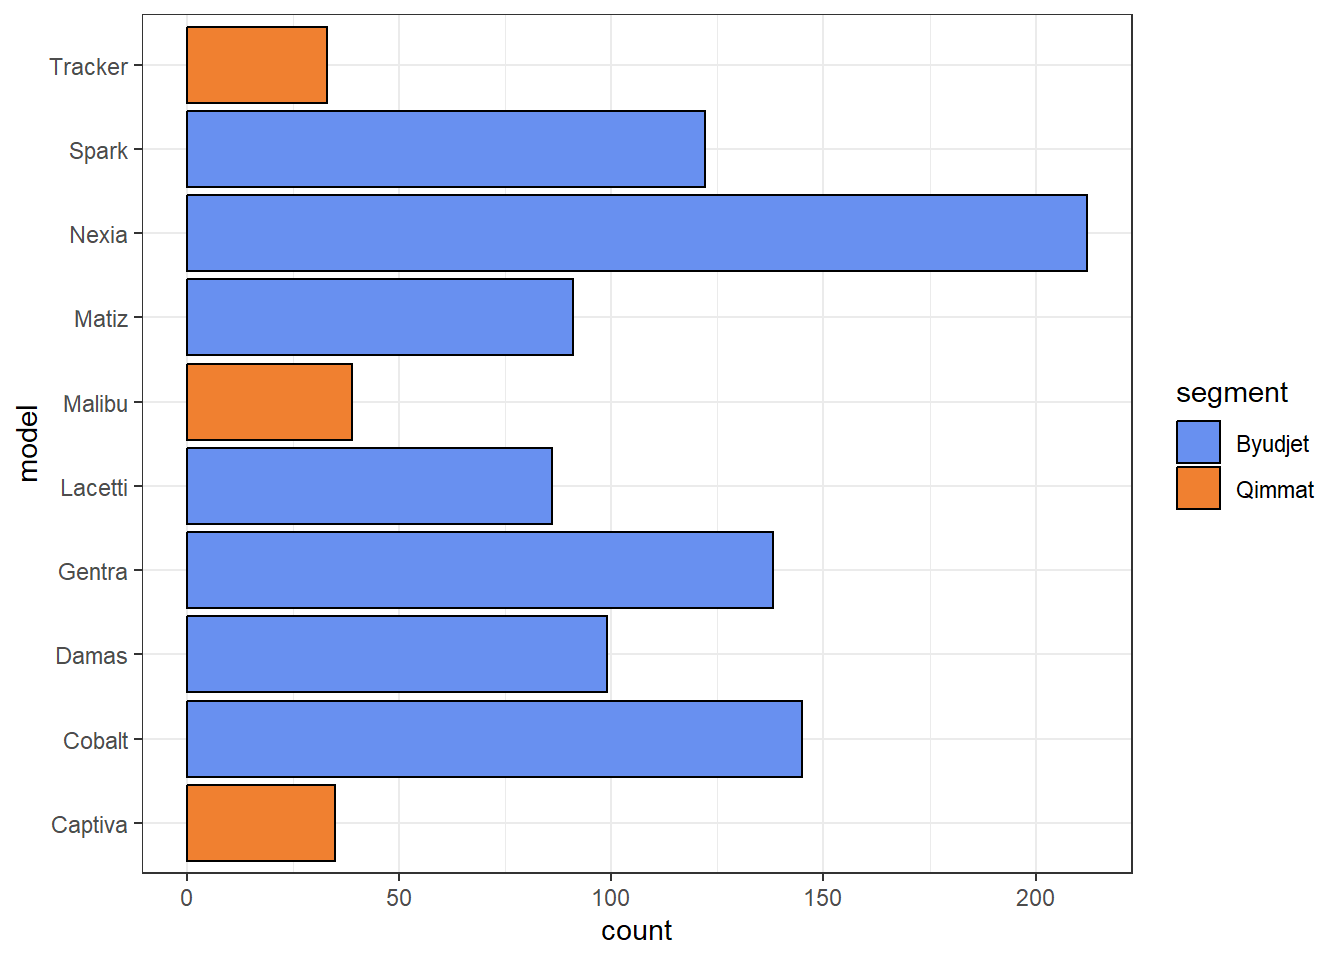 Tracker
Spark
Nexia
Matiz
Malibu
Lacetti
Gentra
Damas
Cobalt
Captiva
model
0 50 100 150 200
count
segment
Byudjet
Qimmat